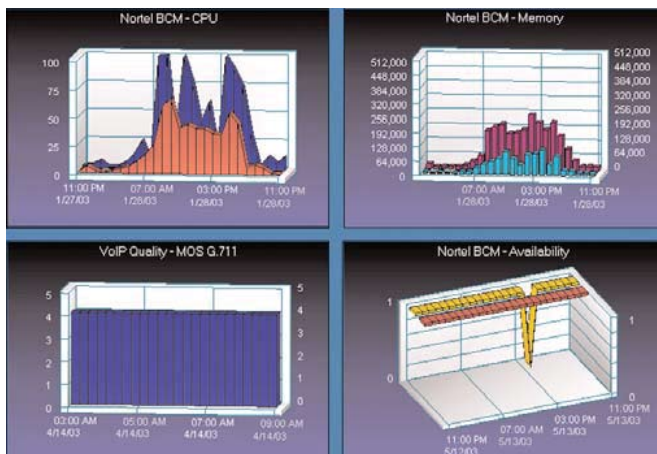 Nortel BCM - CPU
100
75
50
25
0
11:00 PM 07:00 AM 03:00 PM 11:00 PM
1/27/03 1/28/03 1/28/03 1/28/03
Nortel BCM - Memory
512,000 512,000
448,000 448,000
384,000 384,000
320,000 320,000
256,000 256,000
192,000 192,000
128,000 128,000
64,000 64,000
0 0
07:00 AM 03:00 PM 11:00 PM
1/28/03 1/28/03 1/28/03
VoIP Quality - MOS G.711
5 5
4 4
3 3
2 2
1 1
0 0
03:00 AM 05:00 AM 07:00 AM 09:00 AM
4/14/03 4/14/03 4/14/03 4/14/03
Nortel BCM - Availability
1 1
0 0
11:00 PM 07:00 AM 03:00 PM 11:00 PM
5/12/03 5/13/03 5/13/03 5/13/03